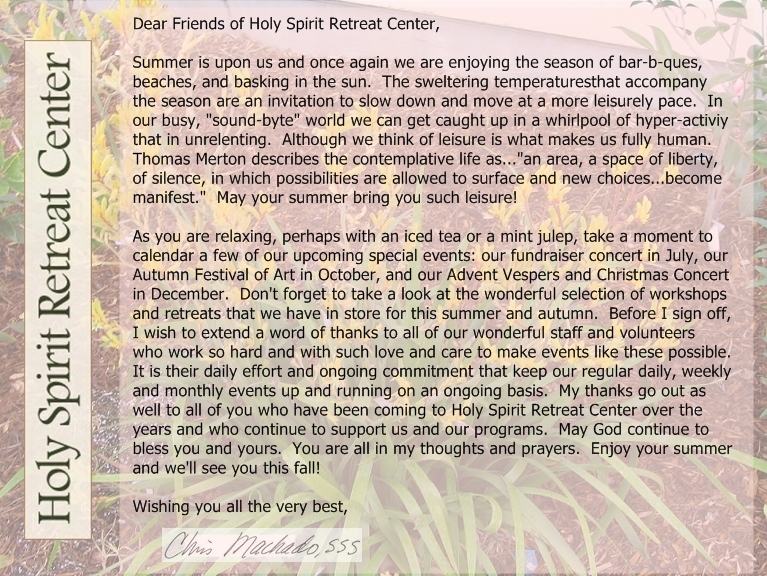 Holy Spirit Retreat Center
Dear Friends of Holy Spirit Retreat Center,
Summer is upon us and once again we are enjoying the season of bar-b-ques,
beaches, and basking in the sun.  The sweltering temperaturesthat accompany
the season are an invitation to slow down and move at a more leisurely pace.  In
our busy, "sound-byte" world we can get caught up in a whirlpool of hyper-activiy
that in unrelenting.  Although we think of leisure is what makes us fully human.
Thomas Merton describes the contemplative life as..."an area, a space of liberty,
of silence, in which possibilities are allowed to surface and new choices...become
manifest."  May your summer bring you such leisure!
As you are relaxing, perhaps with an iced tea or a mint julep, take a moment to
calendar a few of our upcoming special events: our fundraiser concert in July, our
Autumn Festival of Art in October, and our Advent Vespers and Christmas Concert
in December.  Don't forget to take a look at the wonderful selection of workshops
and retreats that we have in store for this summer and autumn.  Before I sign off,
I wish to extend a word of thanks to all of our wonderful staff and volunteers
who work so hard and with such love and care to make events like these possible.
It is their daily effort and ongoing commitment that keep our regular daily, weekly
and monthly events up and running on an ongoing basis.  My thanks go out as
well to all of you who have been coming to Holy Spirit Retreat Center over the
years and who continue to support us and our programs.  May God continue to
bless you and yours.  You are all in my thoughts and prayers.  Enjoy your summer
and we'll see you this fall!
Wishing you all the very best,
Chris Machado, SSS